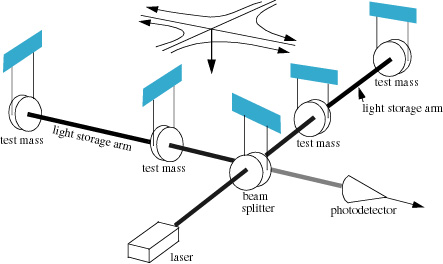 test mass
light storage arm
test mass
light storage arm
test mass
test mass
beam
splitter
photodetector
laser